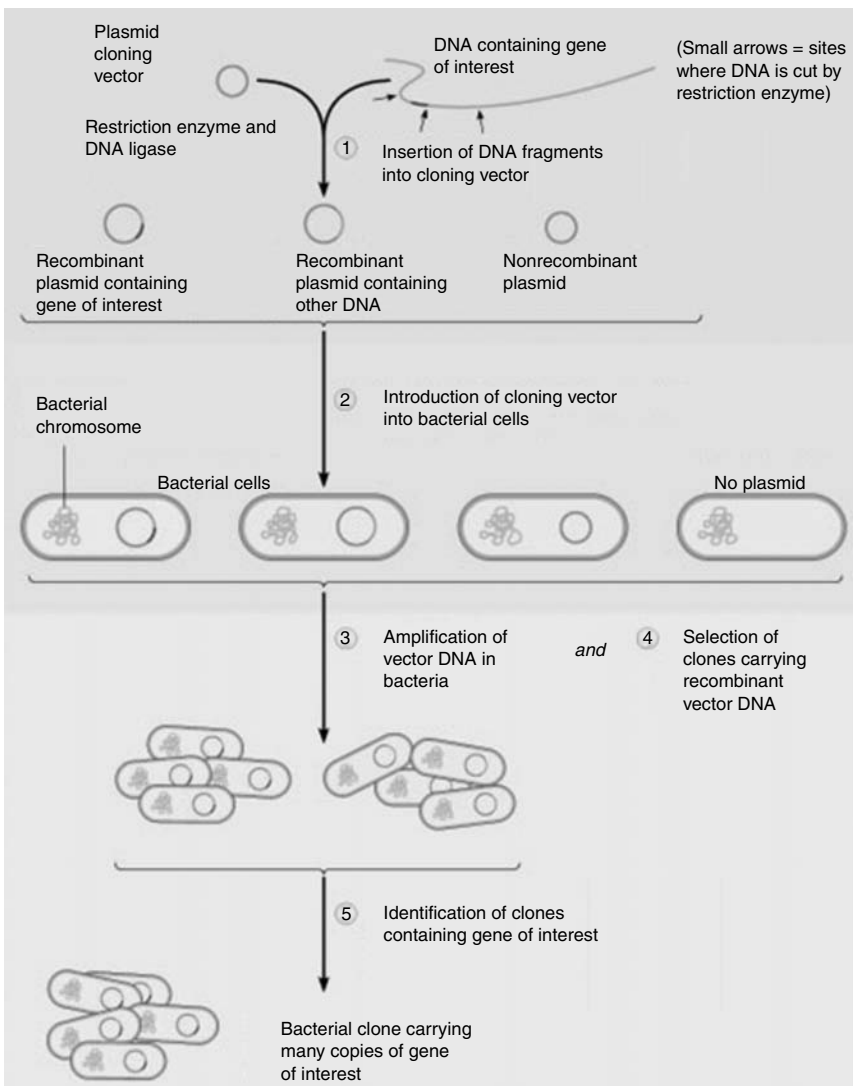 Plasmid
cloning
vector
DNA containing gene
of interest
(Small arrows = sites
where DNA is cut by
restriction enzyme)
Restriction enzyme and
DNA ligase
1
Insertion of DNA fragments
into cloning vector
Recombinant
plasmid containing
gene of interest
Recombinant
plasmid containing
other DNA
Nonrecombinant
plasmid
2
Introduction of cloning vector
into bacterial cells
Bacterial
chromosome
Bacterial cells
No plasmid
3
Amplification of
vector DNA in
bacteria
and
4
Selection of
clones carrying
recombinant
vector DNA
5
Identification of clones
containing gene of interest
Bacterial clone carrying
many copies of gene
of interest